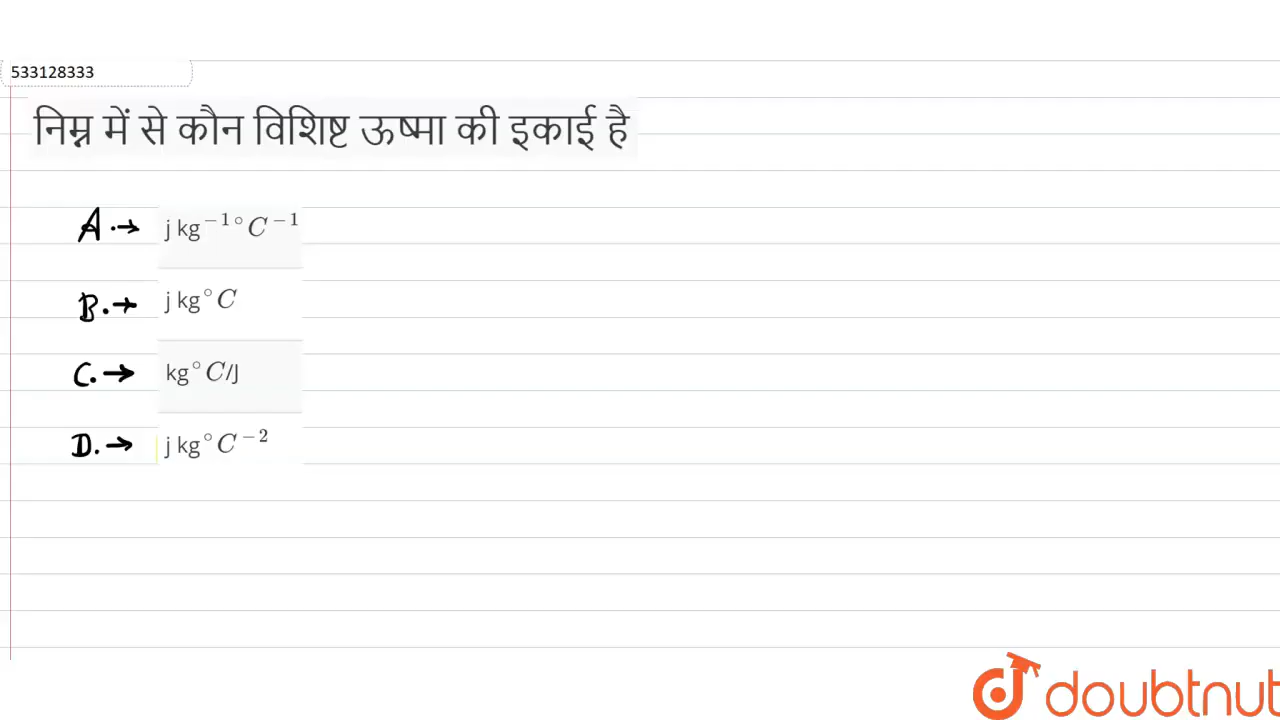 533128333
निम्न में से कौन विशिष्ट ऊष्मा की इकाई है
A.→ j kg⁻¹°C⁻¹
B.→ j kg°C
C.→ kg°C/J
D.→ j kg°C⁻²
doubtnut